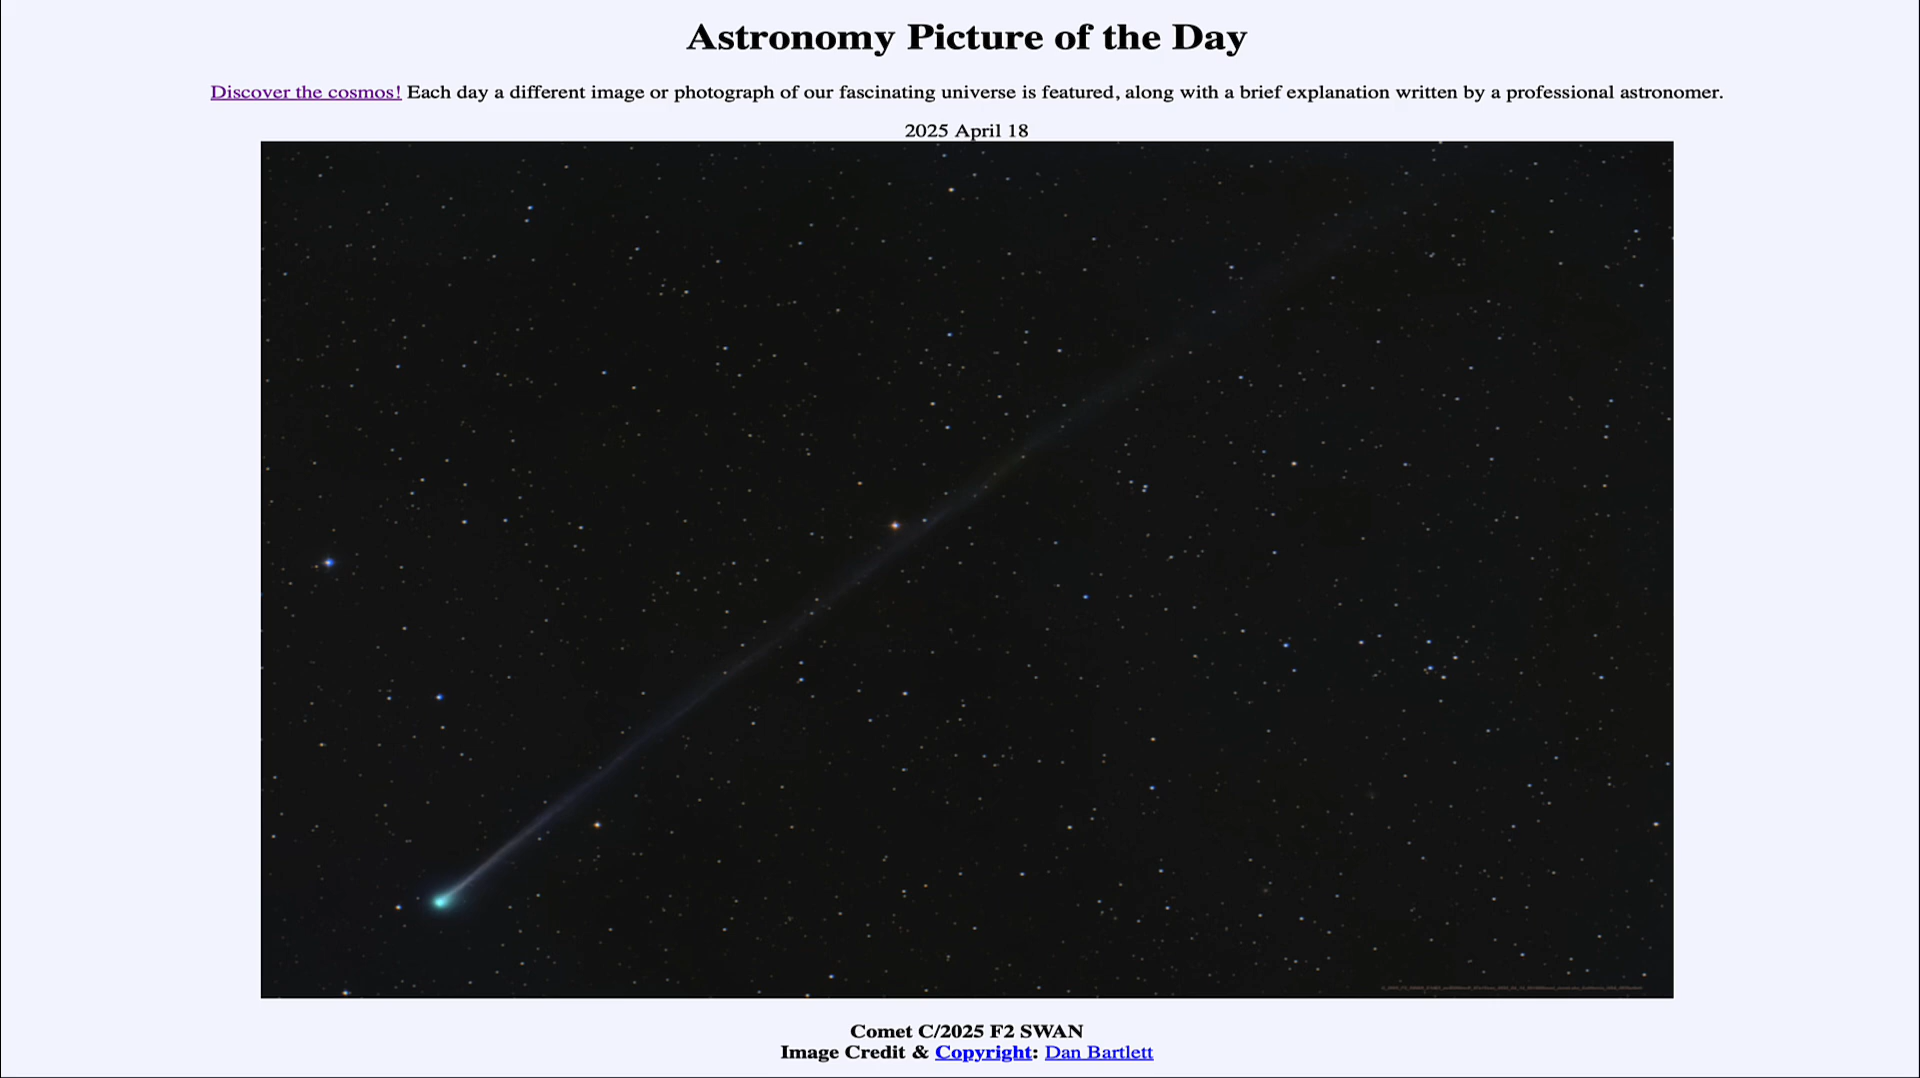 Astronomy Picture of the Day
Discover the cosmos! Each day a different image or photograph of our fascinating universe is featured, along with a brief explanation written by a professional astronomer.
2025 April 18
Comet C/2025 F2 SWAN
Image Credit & Copyright: Dan Bartlett